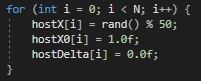 for (int i = 0; i < N; i++) {
    hostX[i] = rand() % 50;
    hostX0[i] = 1.0f;
    hostDelta[i] = 0.0f;
}